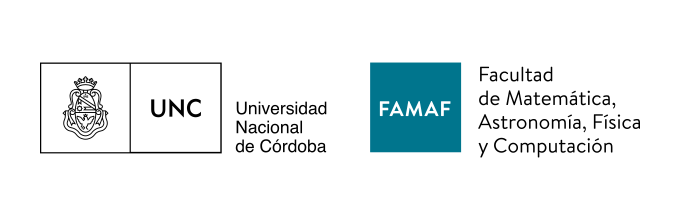 UNC
Universidad
Nacional
de Córdoba
FAMAF
Facultad
de Matemática,
Astronomía, Física
y Computación